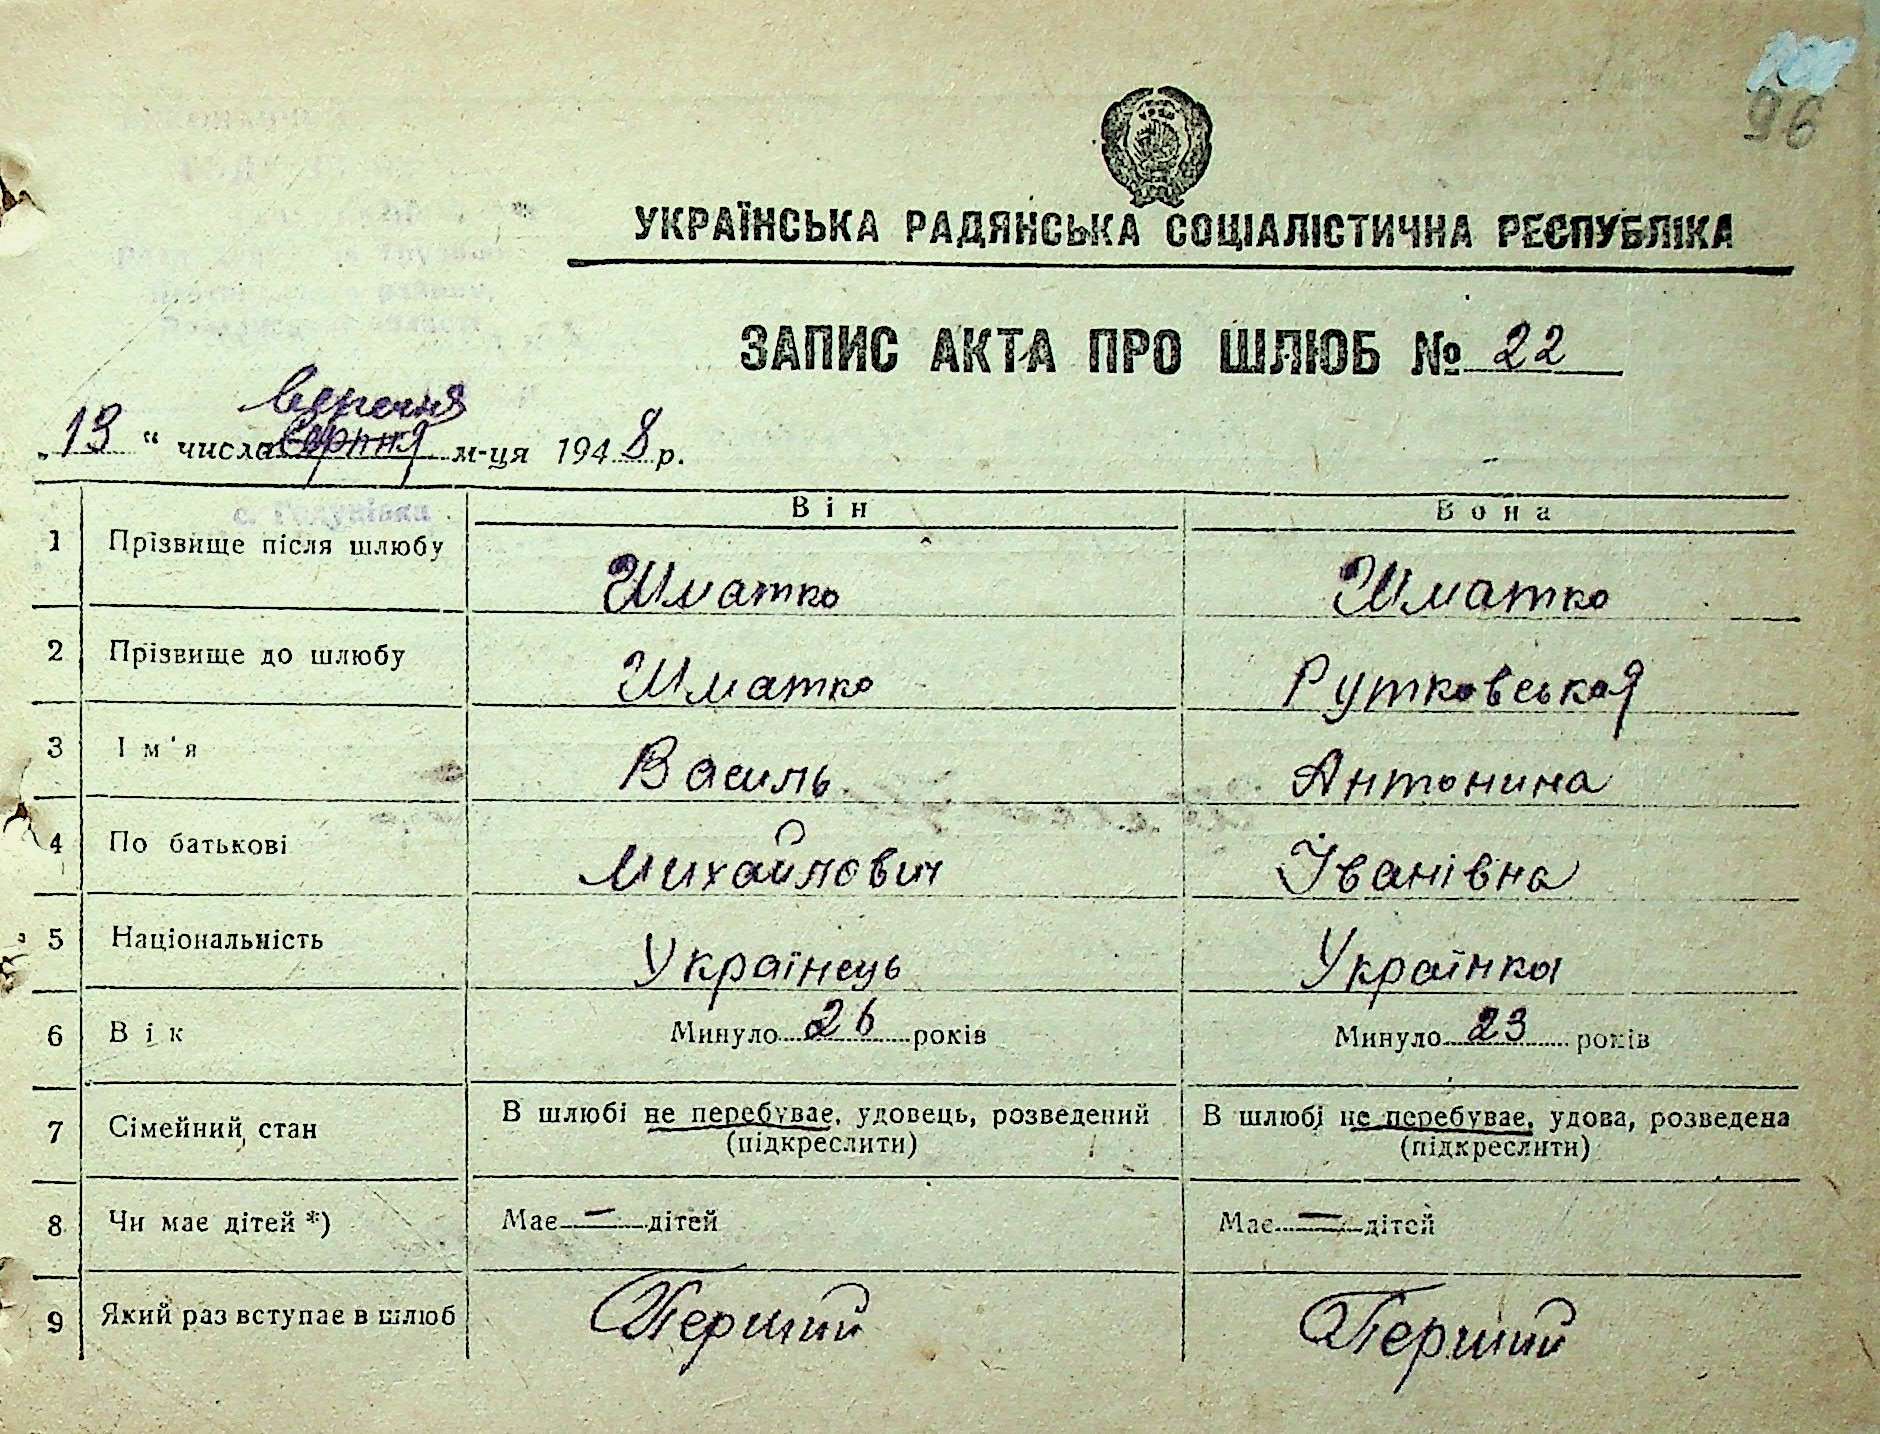 96
УКРАЇНСЬКА РАДЯНСЬКА СОЦІАЛІСТИЧНА РЕСПУБЛІКА
ЗАПИС АКТА ПРО ШЛЮБ № 22
вересня
„19“ числа серпня м-ця 1948 р.
с. Гадунівка
Він Вона
1 Прізвище після шлюбу Шматко Шматко
2 Прізвище до шлюбу Шматко Рутковськая
3 Ім'я Василь Антонина
4 По батькові Михайлович Іванівна
5 Національність Українець Українка
6 Вік Минуло 26 років Минуло 23 років
7 Сімейний стан В шлюбі не перебуває, удовець, розведений В шлюбі не перебуває, удова, розведена
(підкреслити) (підкреслити)
8 Чи має дітей *) Має — дітей Має — дітей
9 Який раз вступає в шлюб Перший Перший